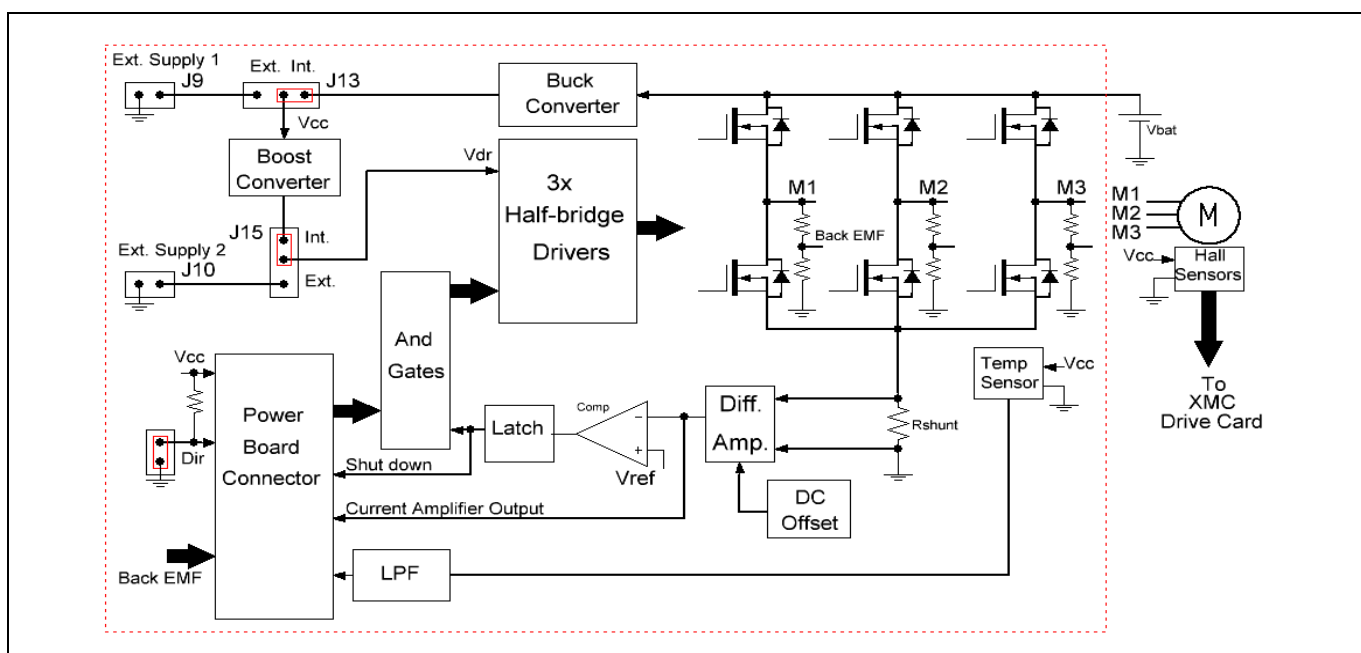 Ext. Supply 1
J9
Ext. Int.
J13
Vcc
Buck
Converter
Vbat
Boost
Converter
Vdr
3x
Half-bridge
Drivers
M1
M2
M3
Back EMF
J15
Int.
Ext.
Ext. Supply 2
J10
M1
M2
M3
M
Vcc
Hall
Sensors
To
XMC
Drive Card
And
Gates
Vcc
Dir
Power
Board
Connector
Back EMF
Shut down
Latch
Comp
-
+
Vref
Diff.
Amp.
Rshunt
Temp
Sensor
Vcc
Current Amplifier Output
DC
Offset
LPF